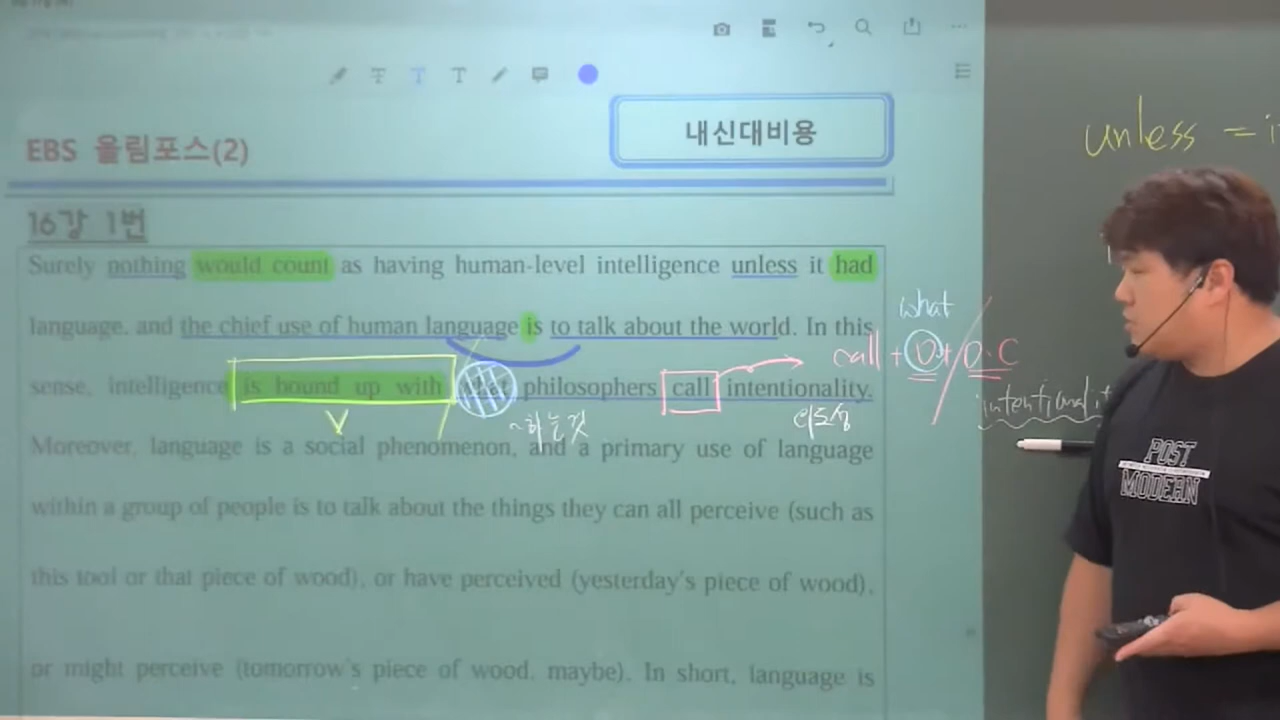 EBS 올림포스(2)
내신대비용
unless = i
16강 1번
Surely nothing would count as having human-level intelligence unless it had
language, and the chief use of human language is to talk about the world. In this
what
call + O + O.C
sense, intelligence is bound up with what philosophers call intentionality.
intentionalit
V
~하는 것
의도성
Moreover, language is a social phenomenon, and a primary use of language
within a group of people is to talk about the things they can all perceive (such as
this tool or that piece of wood), or have perceived (yesterday's piece of wood),
or might perceive (tomorrow's piece of wood, maybe). In short, language is
POST
MODERN